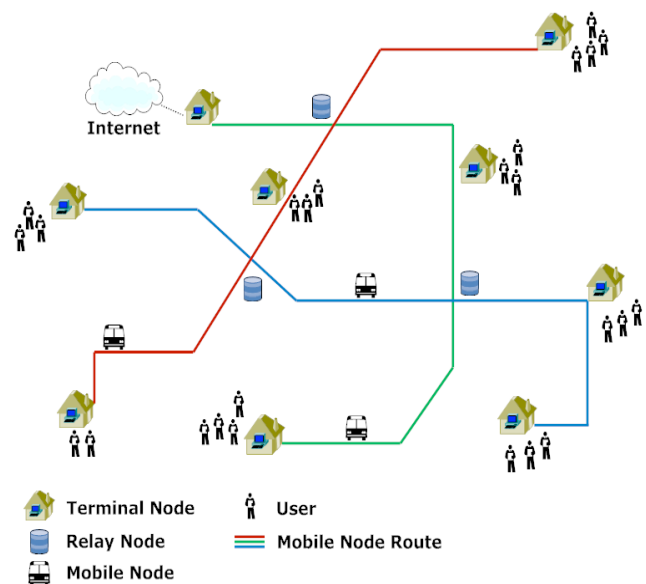 Internet
Terminal Node
User
Relay Node
Mobile Node Route
Mobile Node